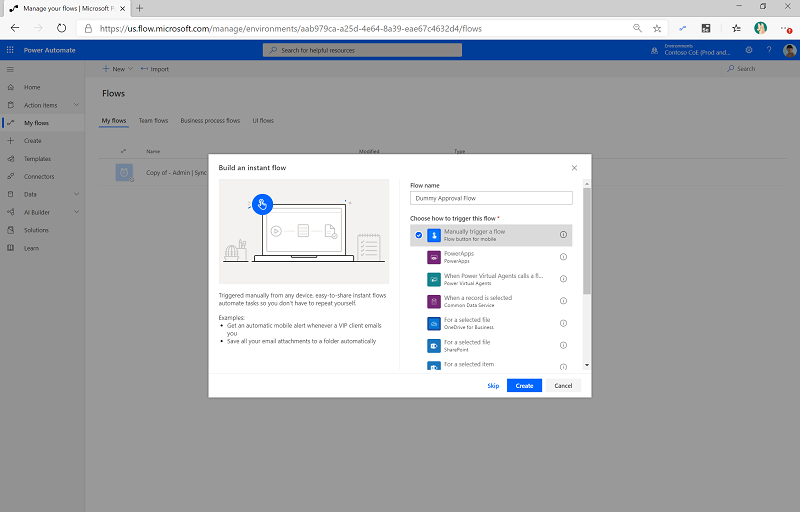 Manage your flows | Microsoft F
https://us.flow.microsoft.com/manage/environments/aab979ca-a25d-4e64-8a39-eae67c4632d4/flows
Power Automate
Search for helpful resources
Environments
Contoso CoE (Prod and...
Home
Action items
My flows
Create
Templates
Connectors
Data
AI Builder
Solutions
Learn
New
Import
Search
Flows
My flows
Team flows
Business process flows
UI flows
Name
Modified
Type
Copy of - Admin | Sync
Build an instant flow
Triggered manually from any device, easy-to-share instant flows
automate tasks so you don't have to repeat yourself.
Examples:
• Get an automatic mobile alert whenever a VIP client emails
you
• Save all your email attachments to a folder automatically
Flow name
Dummy Approval Flow
Choose how to trigger this flow *
Manually trigger a flow
Flow button for mobile
PowerApps
PowerApps
When Power Virtual Agents calls a fl...
Power Virtual Agents
When a record is selected
Common Data Service
For a selected file
OneDrive for Business
For a selected file
SharePoint
For a selected item
Skip
Create
Cancel